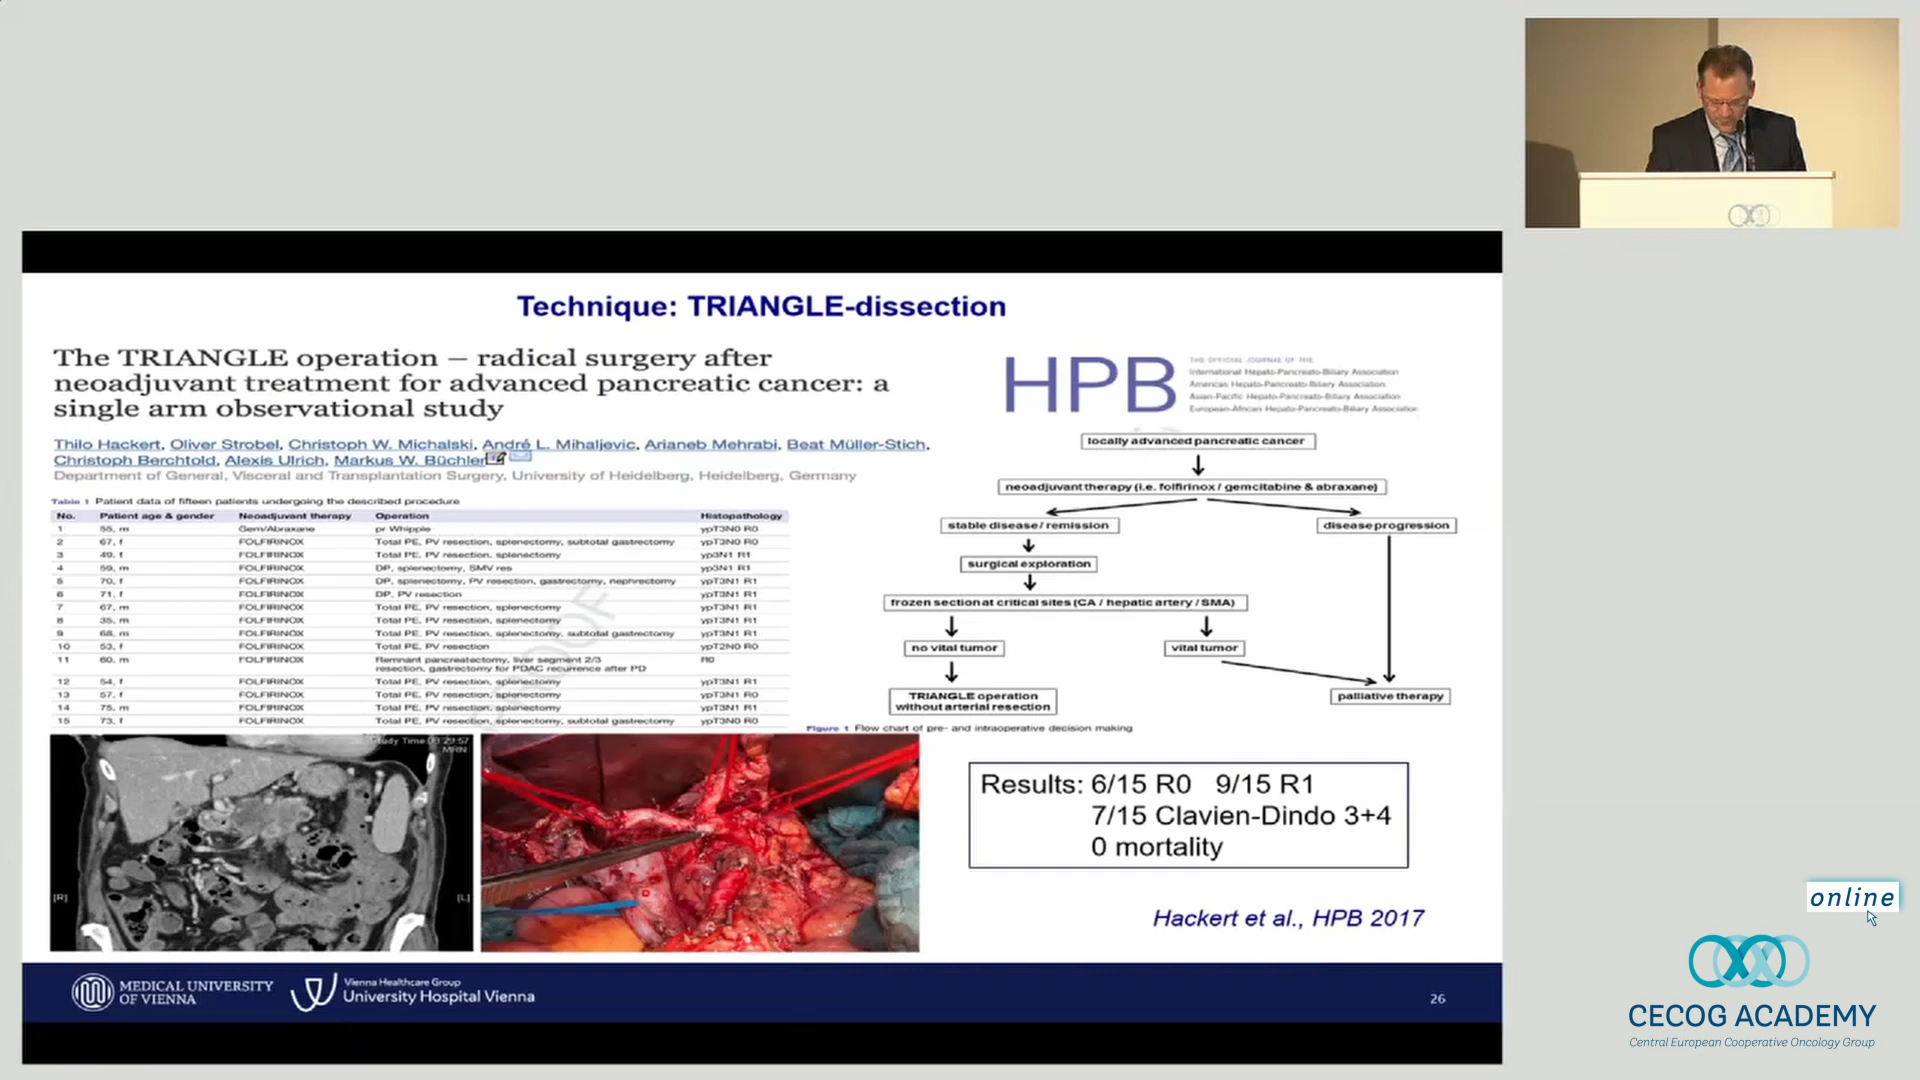 Technique: TRIANGLE-dissection
The TRIANGLE operation – radical surgery after
neoadjuvant treatment for advanced pancreatic cancer: a
single arm observational study
Thilo Hackert, Oliver Strobel, Christoph W. Michalski, André L. Mihaljevic, Arianeb Mehrabi, Beat Müller-Stich,
Christoph Berchtold, Alexis Ulrich, Markus W. Büchler
Department of General, Visceral and Transplantation Surgery, University of Heidelberg, Heidelberg, Germany
Table 1 Patient data of fifteen patients undergoing the described procedure
No. Patient age & gender Neoadjuvant therapy Operation Histopathology
1 55, m Gem/Abraxane pr Whipple ypT3N0 R0
2 67, f FOLFIRINOX Total PE, PV resection, splenectomy, subtotal gastrectomy ypT3N0 R0
3 49, f FOLFIRINOX Total PE, PV resection, splenectomy yp3N1 R1
4 59, m FOLFIRINOX DP, splenectomy, SMV res yp3N1 R1
5 70, f FOLFIRINOX DP, splenectomy, PV resection, gastrectomy, nephrectomy ypT3N1 R1
6 71, f FOLFIRINOX DP, PV resection ypT3N1 R1
7 67, m FOLFIRINOX Total PE, PV resection, splenectomy ypT3N1 R1
8 35, m FOLFIRINOX Total PE, PV resection, splenectomy ypT3N1 R1
9 68, m FOLFIRINOX Total PE, PV resection, splenectomy, subtotal gastrectomy ypT3N1 R1
10 53, f FOLFIRINOX Total PE, PV resection ypT2N0 R0
11 60, m FOLFIRINOX Remnant pancreatectomy, liver segment 2/3 R0
resection, gastrectomy for PDAC recurrence after PD
12 54, f FOLFIRINOX Total PE, PV resection, splenectomy ypT3N1 R1
13 57, f FOLFIRINOX Total PE, PV resection, splenectomy ypT3N1 R0
14 75, m FOLFIRINOX Total PE, PV resection, splenectomy ypT3N1 R1
15 73, f FOLFIRINOX Total PE, PV resection, splenectomy, subtotal gastrectomy ypT3N0 R0
HPB
THE OFFICIAL JOURNAL OF THE
International Hepato-Pancreato-Biliary Association
American Hepato-Pancreato-Biliary Association
Asian-Pacific Hepato-Pancreato-Biliary Association
European-African Hepato-Pancreato-Biliary Association
locally advanced pancreatic cancer
neoadjuvant therapy (i.e. folfirinox / gemcitabine & abraxane)
stable disease / remission
disease progression
surgical exploration
frozen section at critical sites (CA / hepatic artery / SMA)
no vital tumor
vital tumor
TRIANGLE operation
without arterial resection
palliative therapy
Figure 1 Flow chart of pre- and intraoperative decision making
MRN
[R]
[L]
Results: 6/15 R0 9/15 R1
7/15 Clavien-Dindo 3+4
0 mortality
Hackert et al., HPB 2017
MEDICAL UNIVERSITY
OF VIENNA
Vienna Healthcare Group
University Hospital Vienna
26
online
CECOG ACADEMY
Central European Cooperative Oncology Group